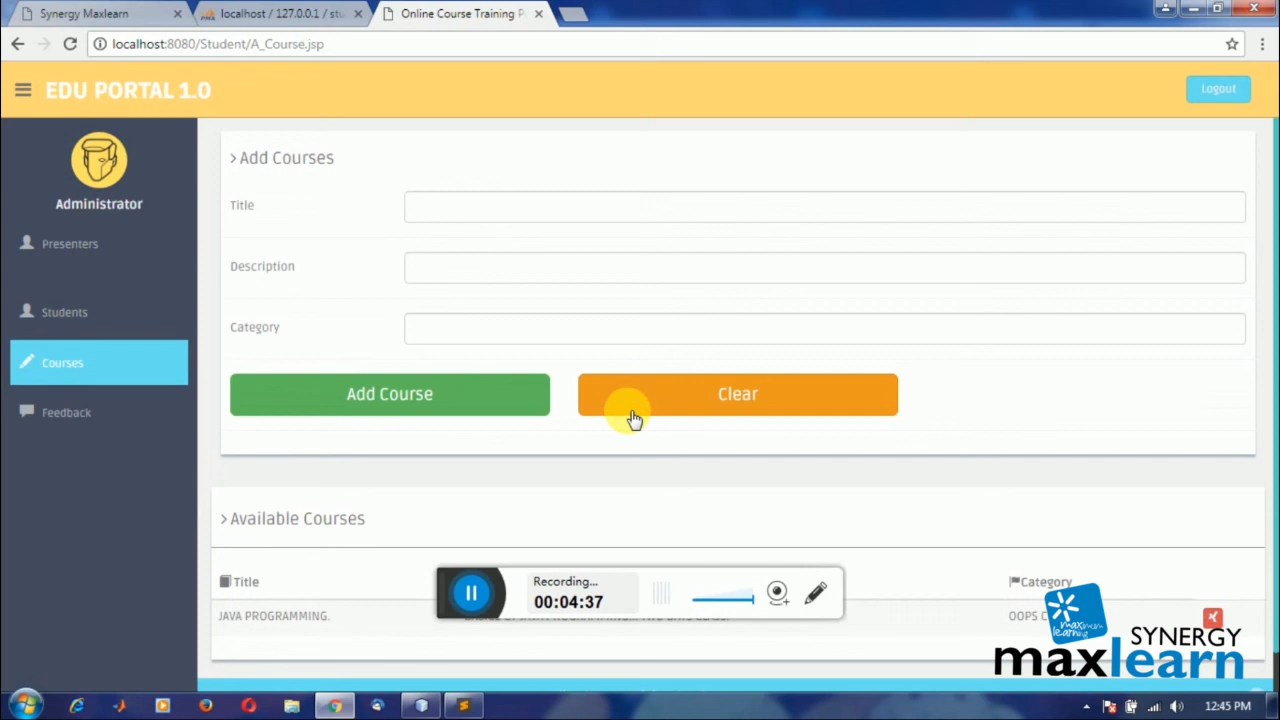 Synergy Maxlearn
localhost / 127.0.0.1 / stu
Online Course Training P
localhost:8080/Student/A_Course.jsp
EDU PORTAL 1.0
Logout
Administrator
Presenters
Students
Courses
Feedback
> Add Courses
Title
Description
Category
Add Course
Clear
> Available Courses
Title
Category
JAVA PROGRAMMING.
OOPS C
Recording...
00:04:37
maximum
learning
SYNERGY
maxlearn
12:45 PM